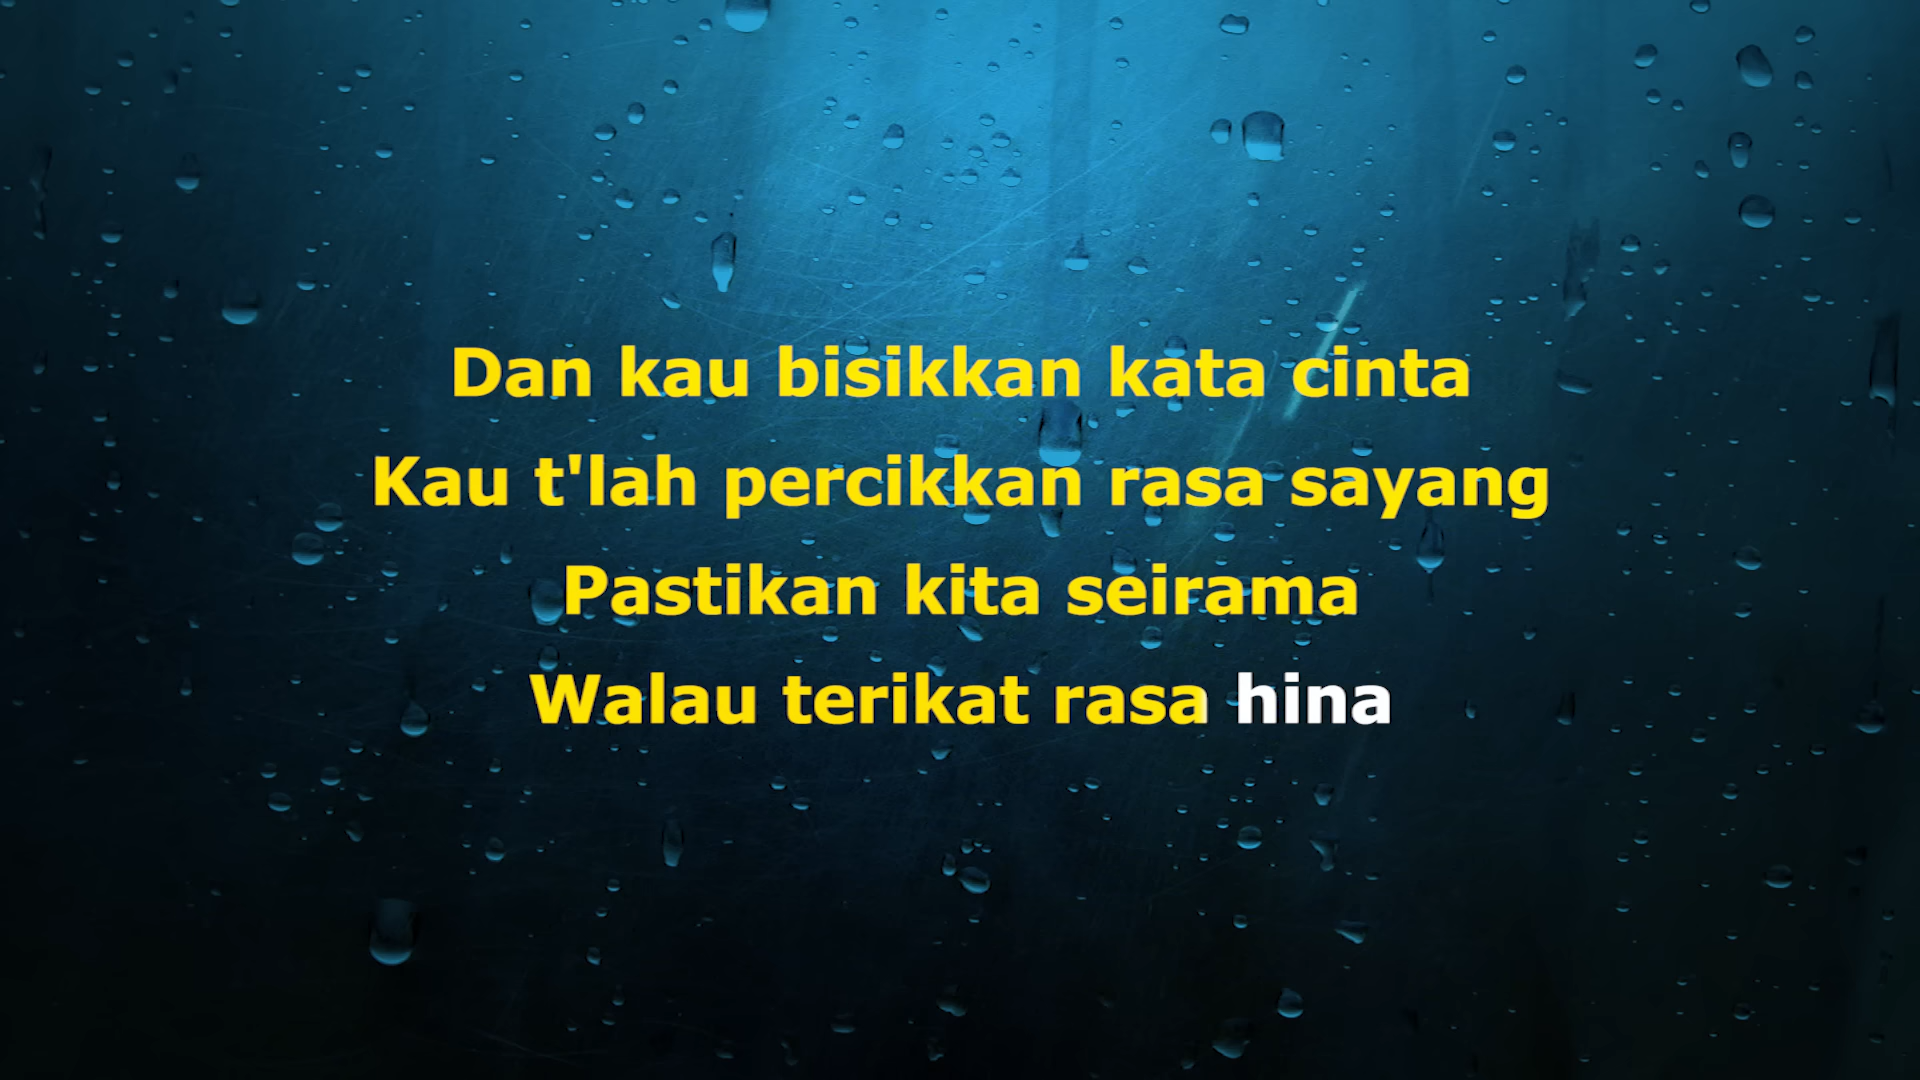 Dan kau bisikkan kata cinta
Kau t'lah percikkan rasa sayang
Pastikan kita seirama
Walau terikat rasa hina